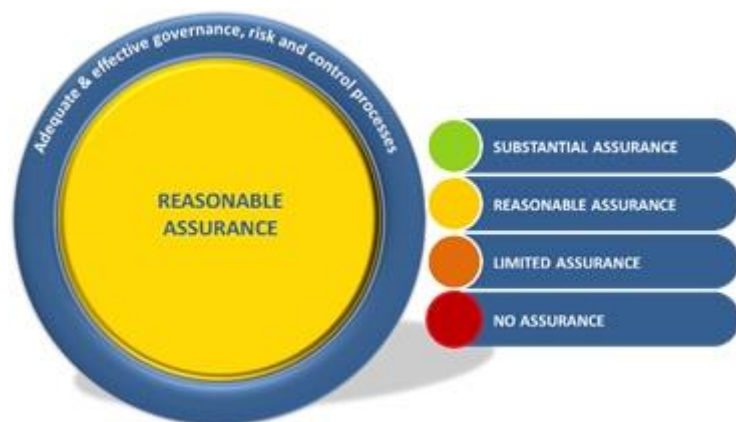 Adequate & effective governance, risk and control processes
REASONABLE
ASSURANCE
SUBSTANTIAL ASSURANCE
REASONABLE ASSURANCE
LIMITED ASSURANCE
NO ASSURANCE